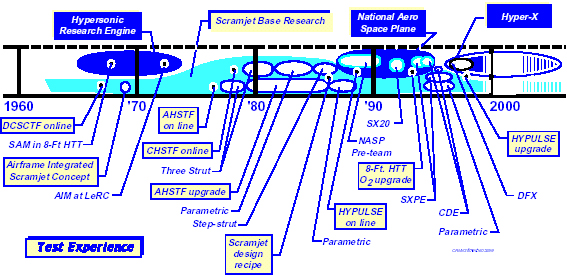 Hypersonic
Research Engine
Scramjet Base Research
National Aero
Space Plane
Hyper-X
1960
'70
'80
'90
2000
DCSCTF online
SAM in 8-Ft HTT
Airframe Integrated
Scramjet Concept
AIM at LeRC
AHSTF
on line
CHSTF online
Three Strut
AHSTF upgrade
Parametric
Step-strut
Scramjet
design
recipe
Parametric
HYPULSE
on line
SX20
NASP
Pre-team
8-Ft. HTT
O2 upgrade
SXPE
CDE
Parametric
DFX
HYPULSE
upgrade
Test Experience